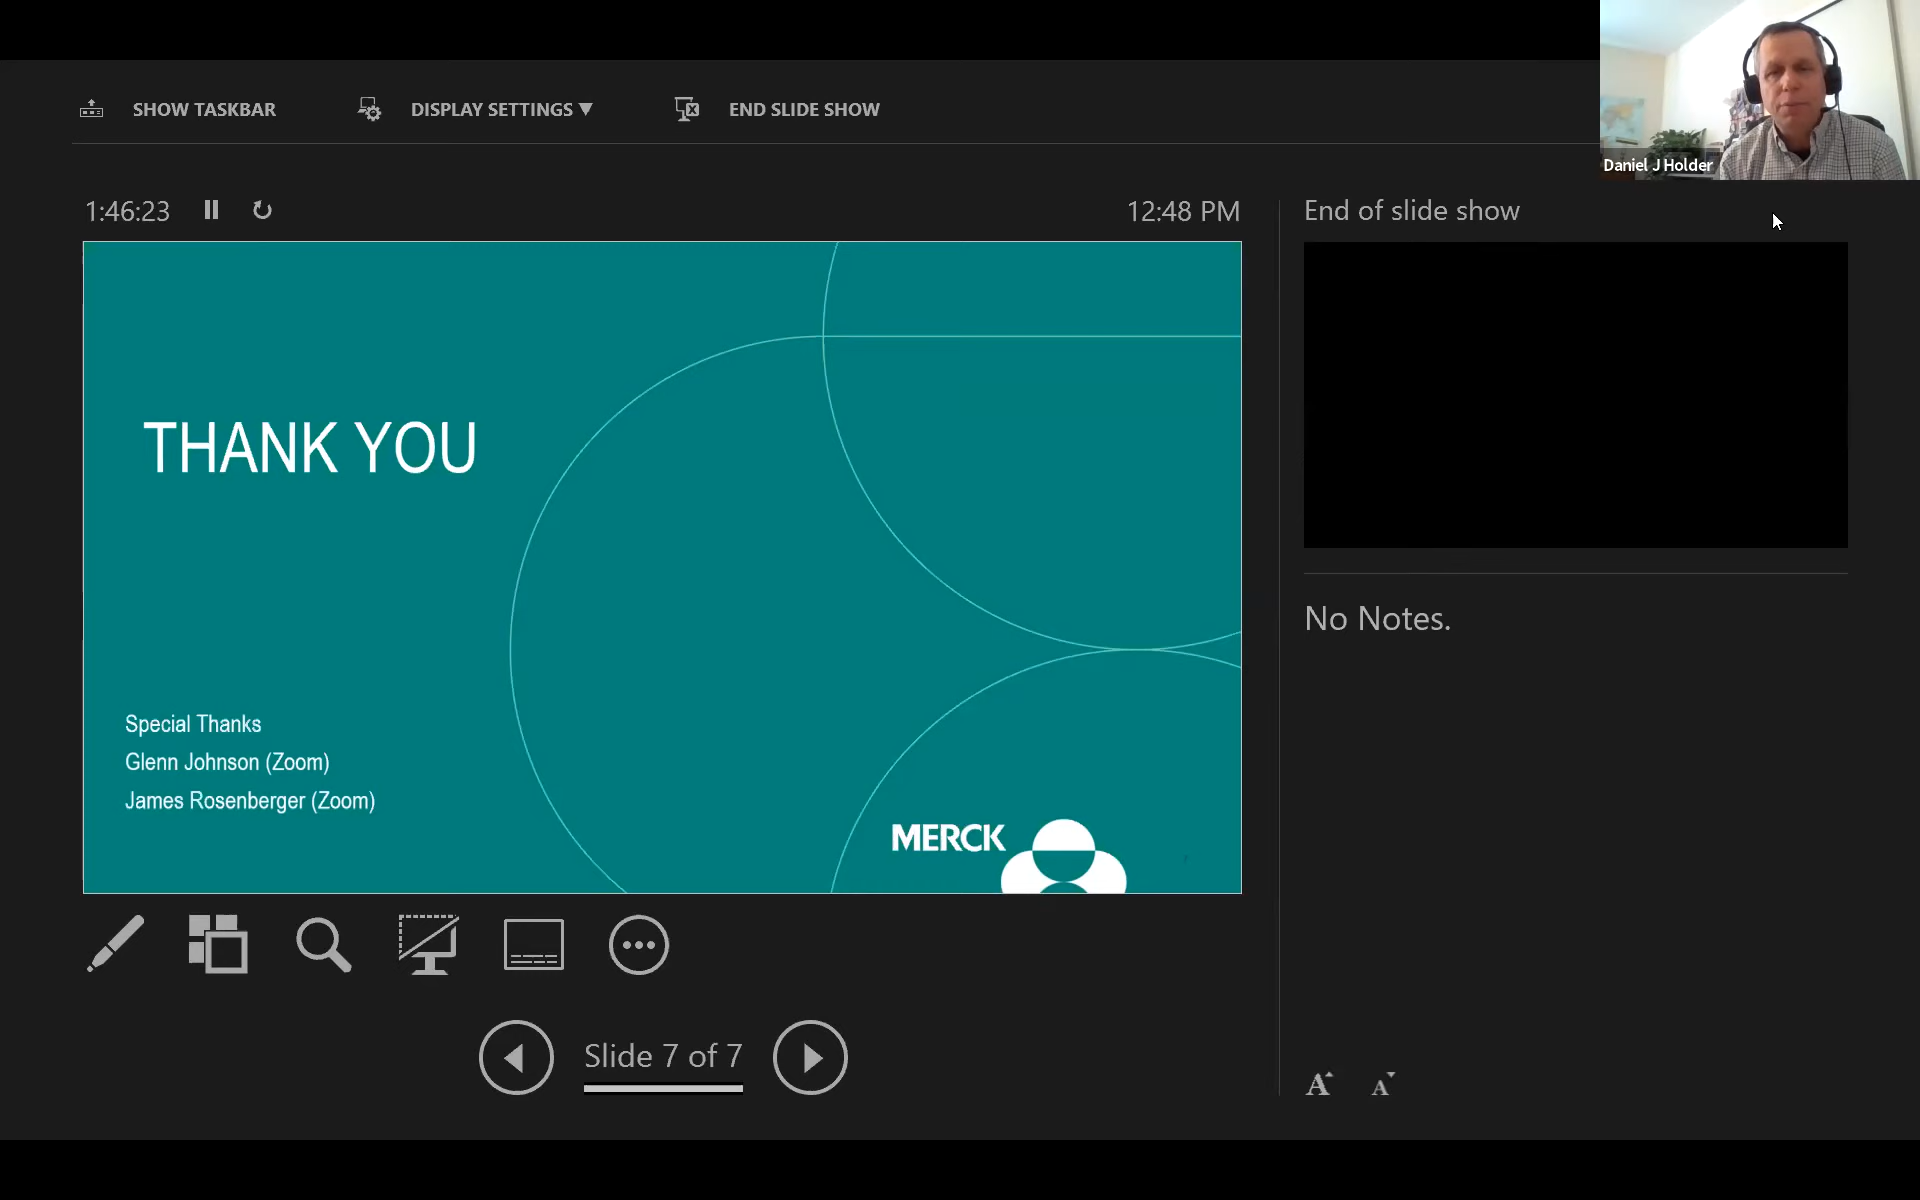 SHOW TASKBAR
DISPLAY SETTINGS ▼
END SLIDE SHOW
Daniel J Holder
1:46:23
12:48 PM
End of slide show
THANK YOU
Special Thanks
Glenn Johnson (Zoom)
James Rosenberger (Zoom)
MERCK
No Notes.
Slide 7 of 7
A
A